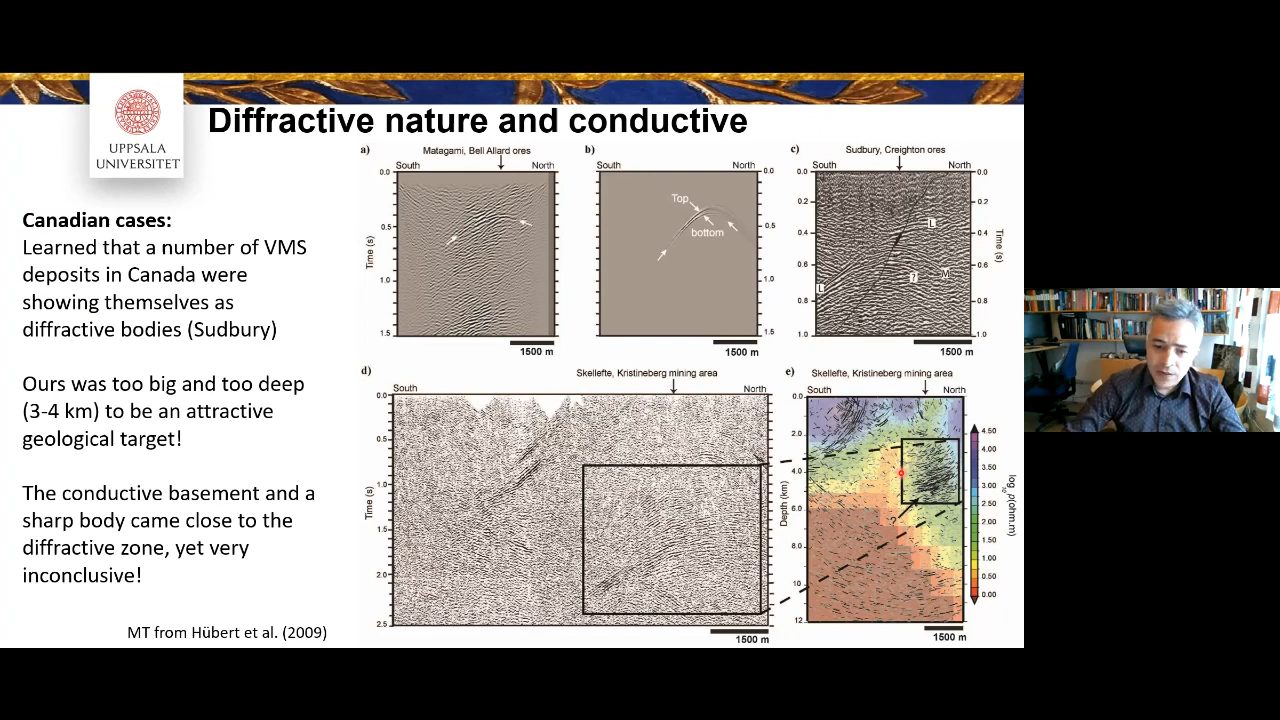 UPPSALA
UNIVERSITET
Diffractive nature and conductive
Canadian cases:
Learned that a number of VMS
deposits in Canada were
showing themselves as
diffractive bodies (Sudbury)
Ours was too big and too deep
(3-4 km) to be an attractive
geological target!
The conductive basement and a
sharp body came close to the
diffractive zone, yet very
inconclusive!
MT from Hübert et al. (2009)
a)
Matagami, Bell Allard ores
South
North
0.0
0.5
1.0
1.5
Time (s)
1500 m
b)
South
North
0.0
0.5
1.0
1.5
Top
bottom
1500 m
c)
Sudbury, Creighton ores
South
North
0.0
0.2
0.4
0.6
0.8
1.0
Time (s)
L
L
?
M
1500 m
d)
Skellefte, Kristineberg mining area
South
North
0.0
0.5
1.0
1.5
2.0
2.5
Time (s)
1500 m
e)
Skellefte, Kristineberg mining area
South
North
0.0
2.0
4.0
6.0
8.0
10
12
Depth (km)
?
1500 m
4.50
4.00
3.50
3.00
2.50
2.00
1.50
1.00
0.50
0.00
log10 ρ(ohm.m)